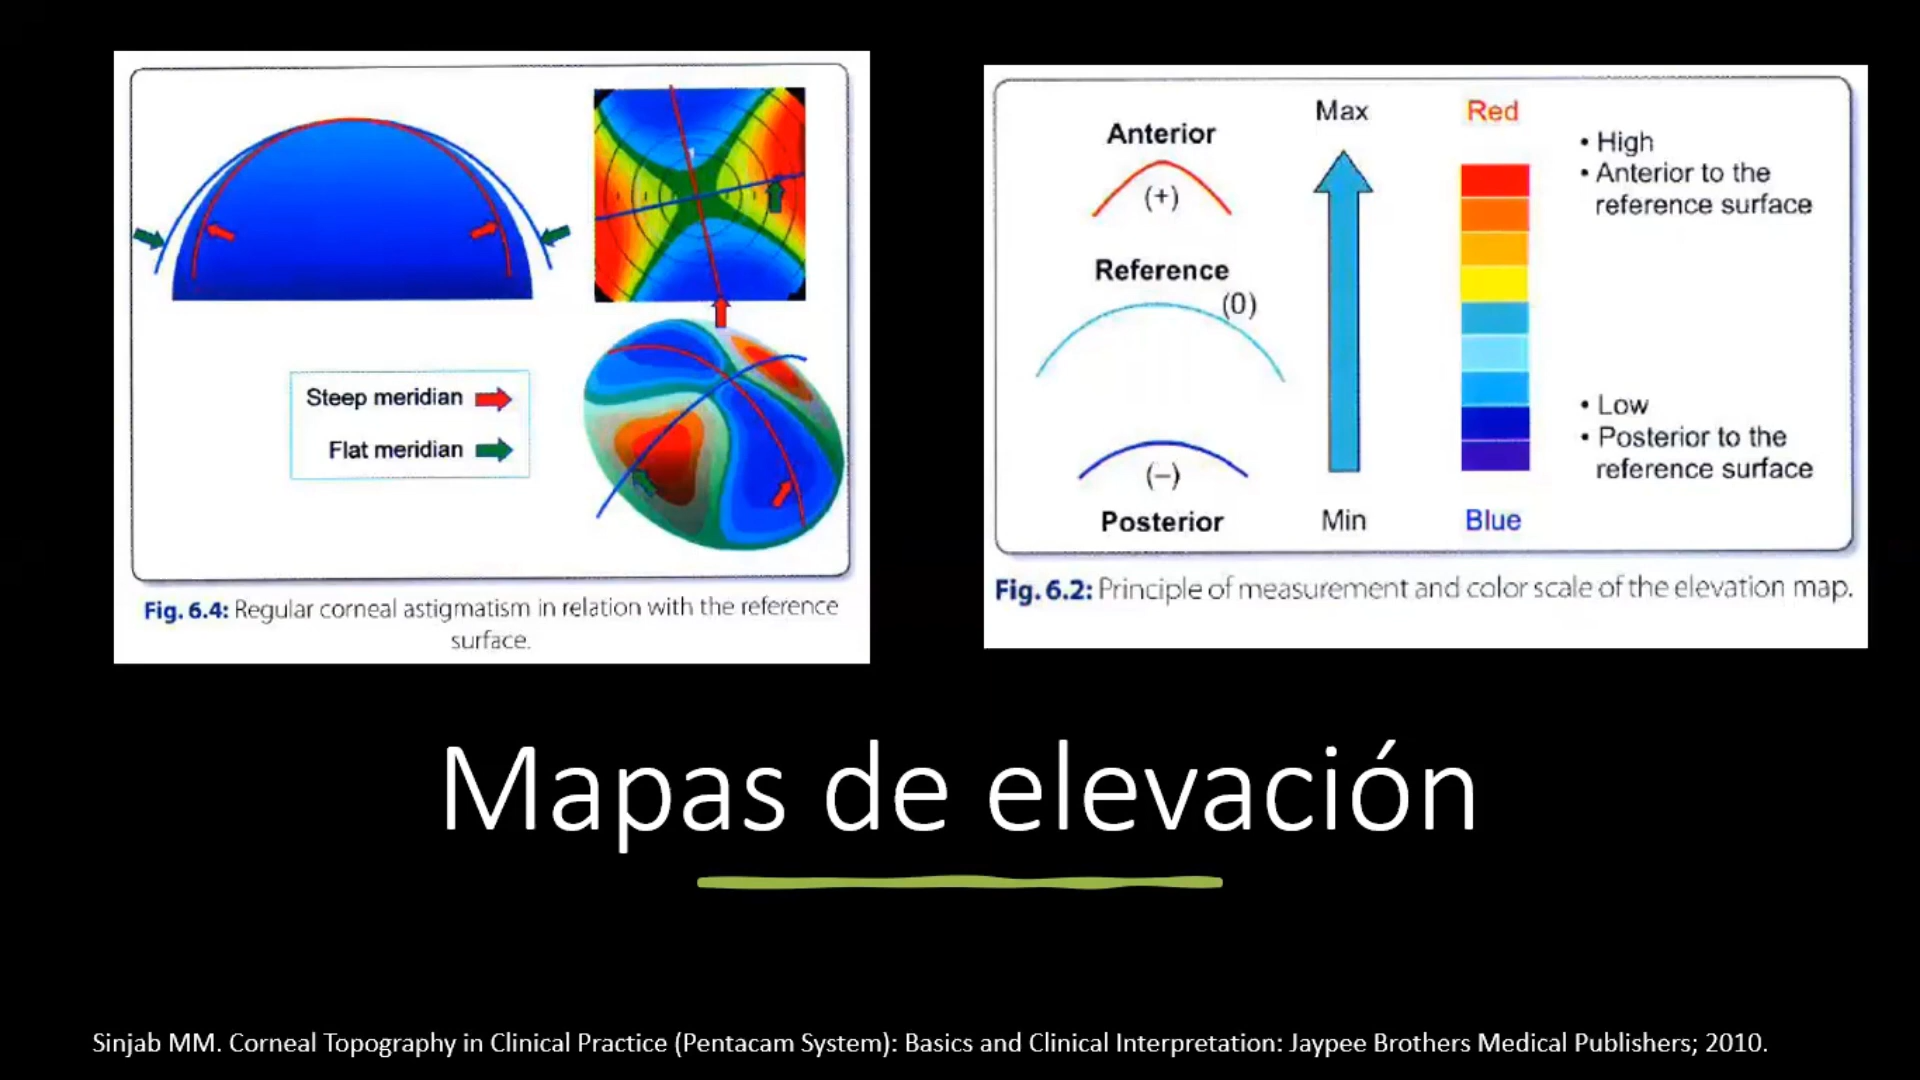 Steep meridian
Flat meridian
Fig. 6.4: Regular corneal astigmatism in relation with the reference
surface.
Anterior
(+)
Reference
(0)
(–)
Posterior
Max
Min
Red
Blue
• High
• Anterior to the
reference surface
• Low
• Posterior to the
reference surface
Fig. 6.2: Principle of measurement and color scale of the elevation map.
Mapas de elevación
Sinjab MM. Corneal Topography in Clinical Practice (Pentacam System): Basics and Clinical Interpretation: Jaypee Brothers Medical Publishers; 2010.